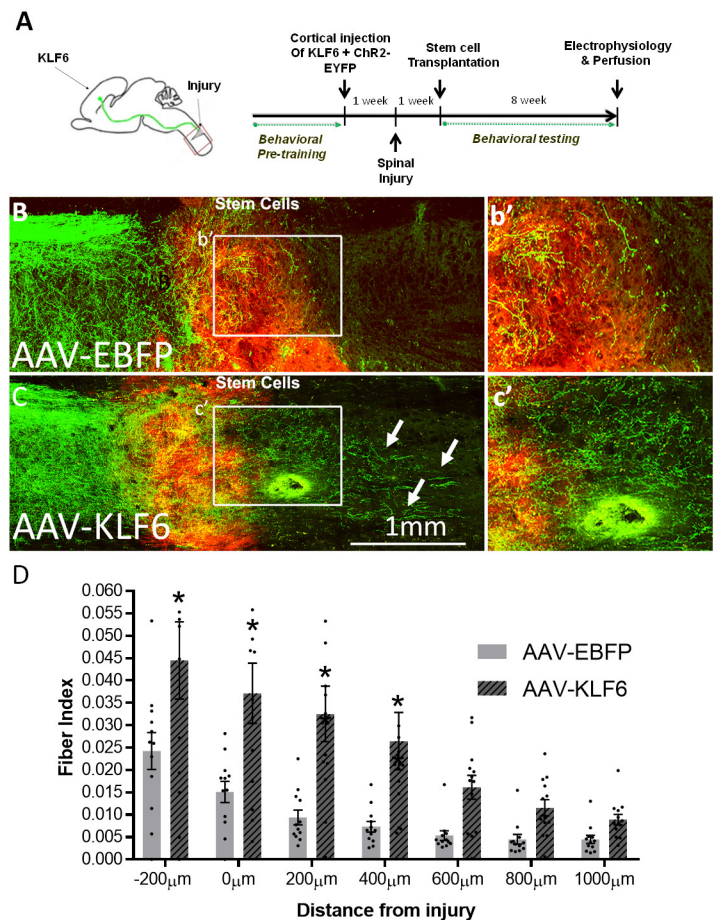 A
KLF6
Injury
Cortical injection
Of KLF6 + ChR2-
EYFP
Stem cell
Transplantation
Electrophysiology
& Perfusion
1 week
1 week
8 week
Behavioral
Pre-training
Spinal
Injury
Behavioral testing
B
Stem Cells
b'
AAV-EBFP
b'
C
Stem Cells
c'
AAV-KLF6
1mm
c'
D
Fiber Index
0.060
0.055
0.050
0.045
0.040
0.035
0.030
0.025
0.020
0.015
0.010
0.005
0.000
* * * *
AAV-EBFP
AAV-KLF6
-200µm 0µm 200µm 400µm 600µm 800µm 1000µm
Distance from injury